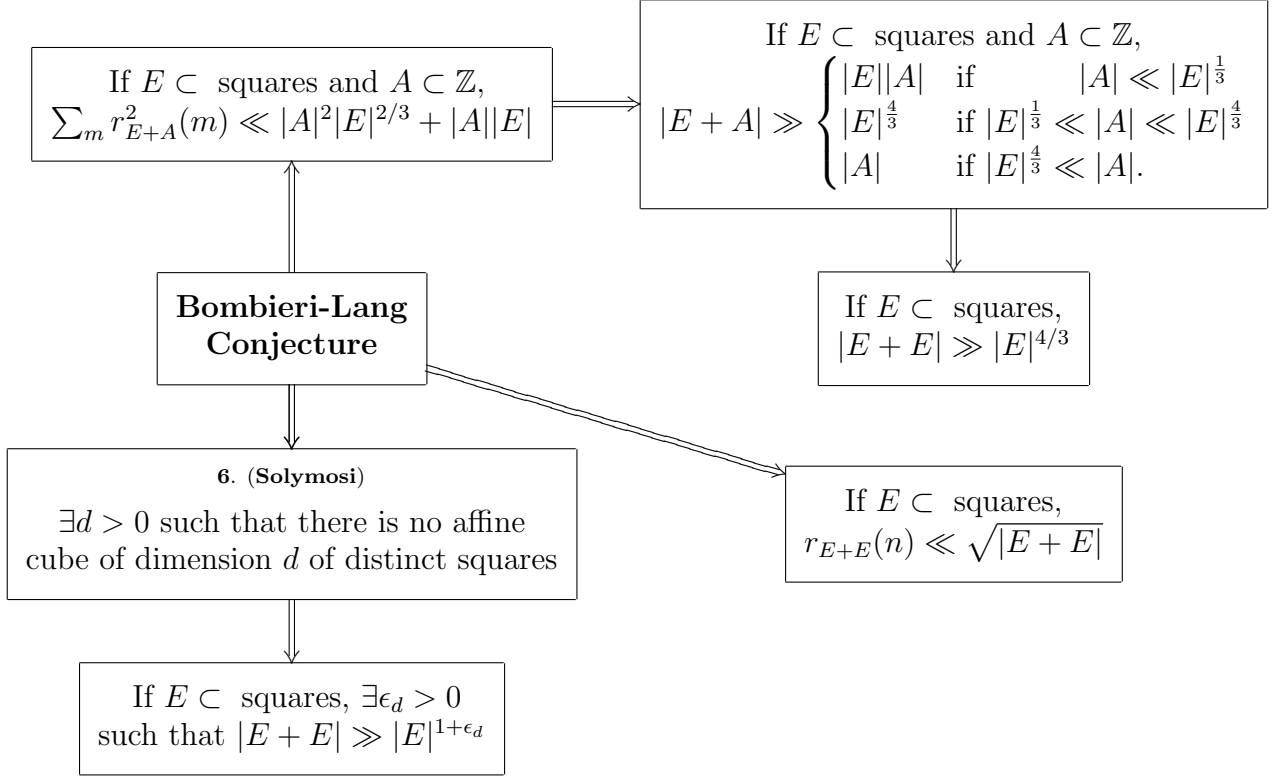 If E ⊂ squares and A ⊂ ℤ,
∑_m r²_{E+A}(m) ≪ |A|²|E|^{2/3} + |A||E|
If E ⊂ squares and A ⊂ ℤ,
|E + A| ≫ { |E||A| if |A| ≪ |E|^{1/3}
|E|^{4/3} if |E|^{1/3} ≪ |A| ≪ |E|^{4/3}
|A| if |E|^{4/3} ≪ |A|.
Bombieri-Lang
Conjecture
If E ⊂ squares,
|E + E| ≫ |E|^{4/3}
6. (Solymosi)
∃d > 0 such that there is no affine
cube of dimension d of distinct squares
If E ⊂ squares,
r_{E+E}(n) ≪ √|E + E|
If E ⊂ squares, ∃ϵ_d > 0
such that |E + E| ≫ |E|^{1+ϵ_d}